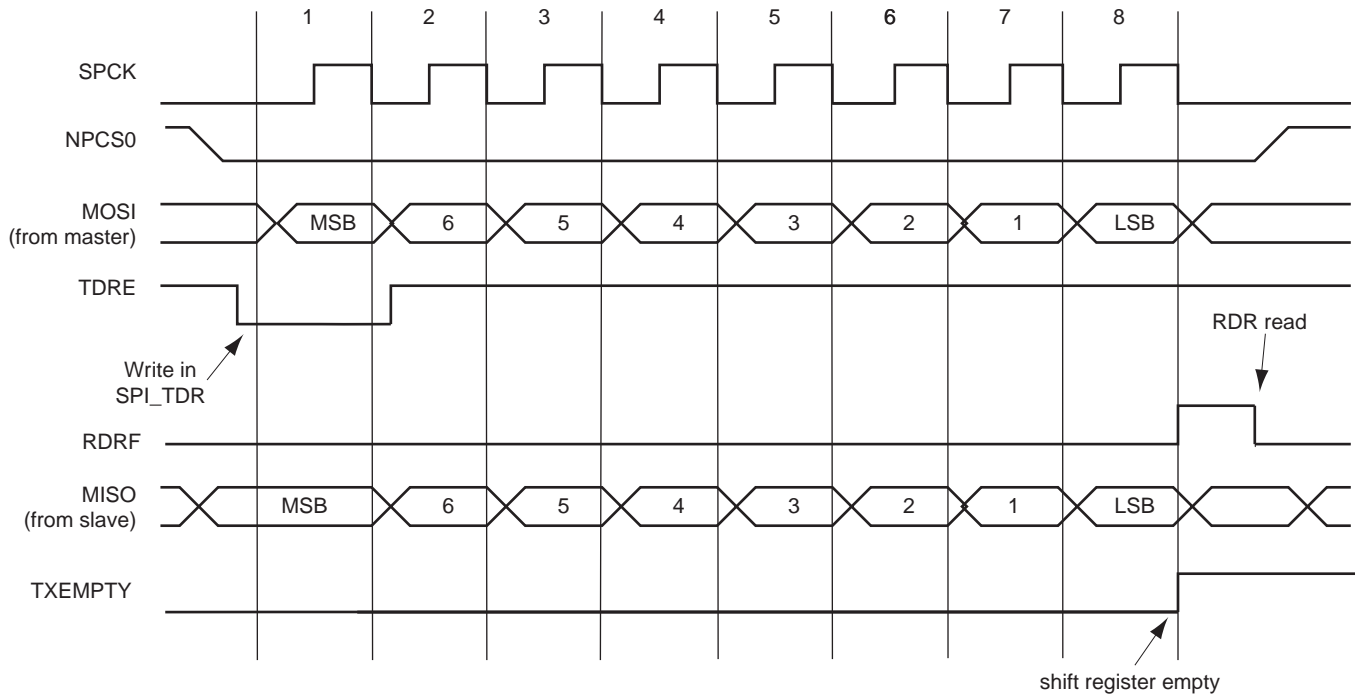 1 2 3 4 5 6 7 8
SPCK
NPCS0
MOSI
(from master)
MSB 6 5 4 3 2 1 LSB
TDRE
Write in
SPI_TDR
RDR read
RDRF
MISO
(from slave)
MSB 6 5 4 3 2 1 LSB
TXEMPTY
shift register empty